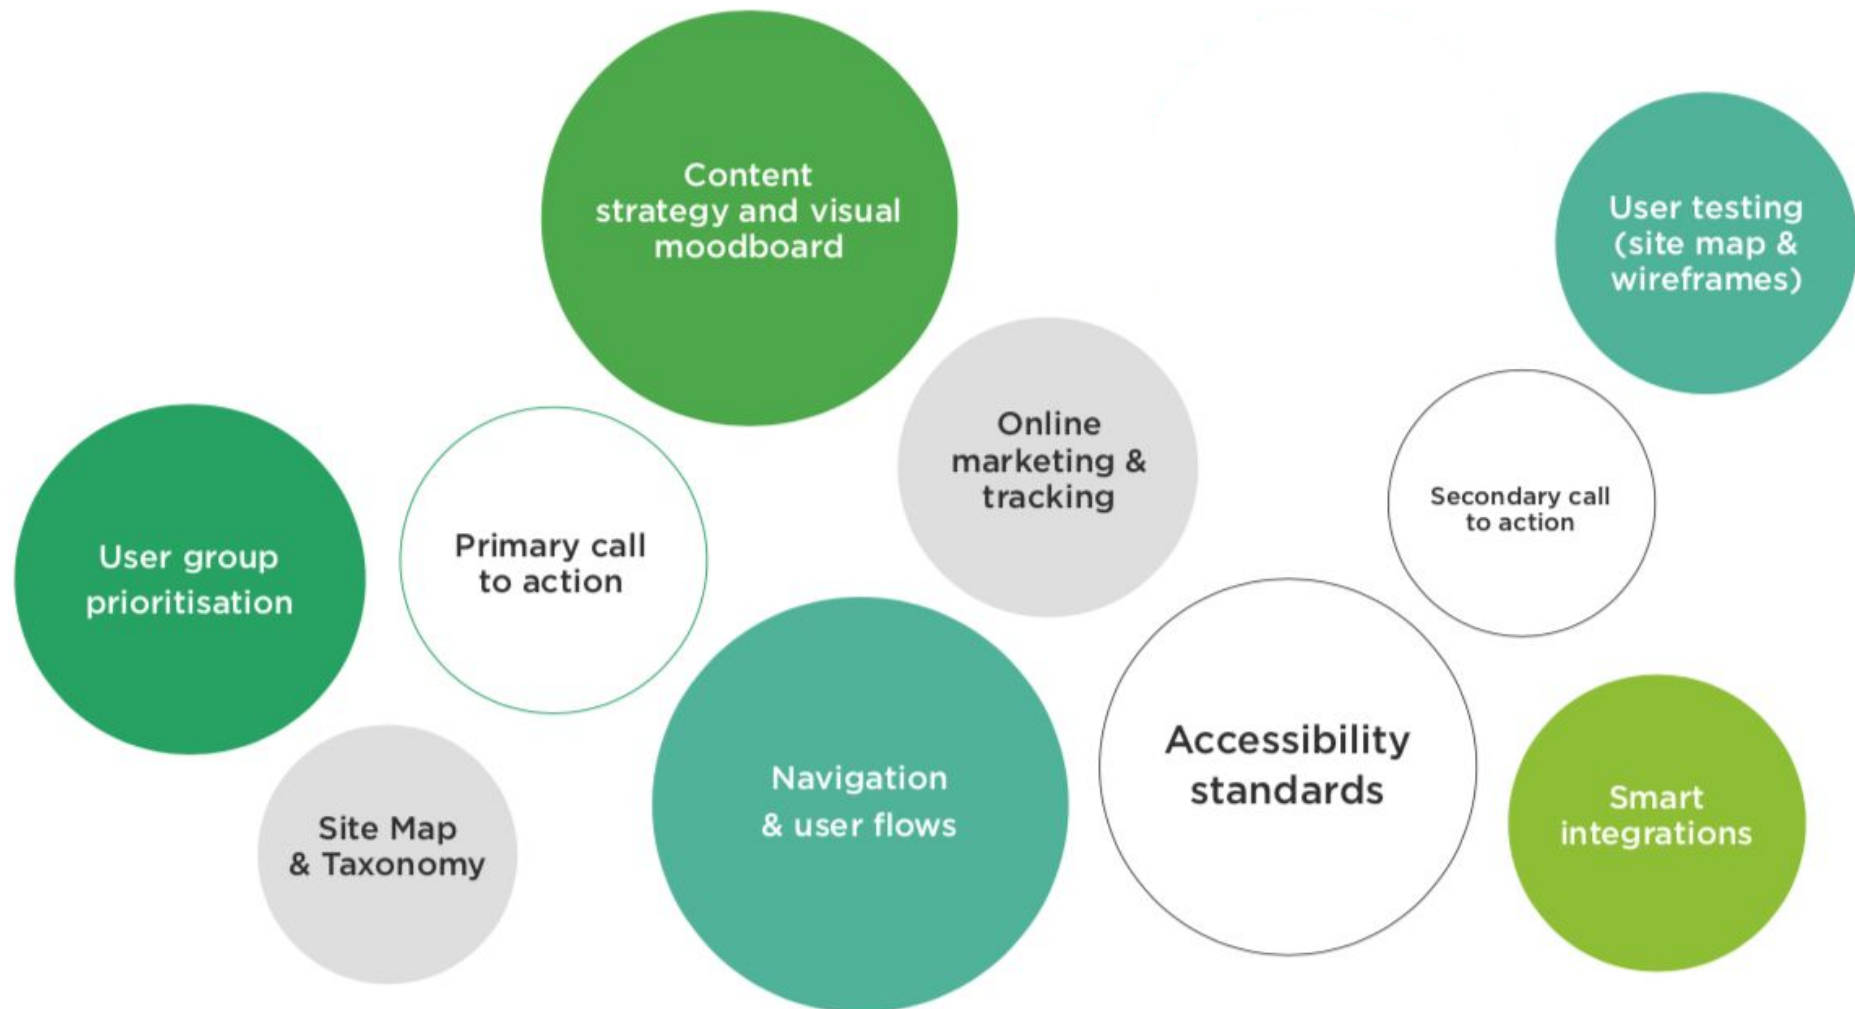 Content
strategy and visual
moodboard
User testing
(site map &
wireframes)
Online
marketing &
tracking
Secondary call
to action
User group
prioritisation
Primary call
to action
Accessibility
standards
Navigation
& user flows
Smart
integrations
Site Map
& Taxonomy